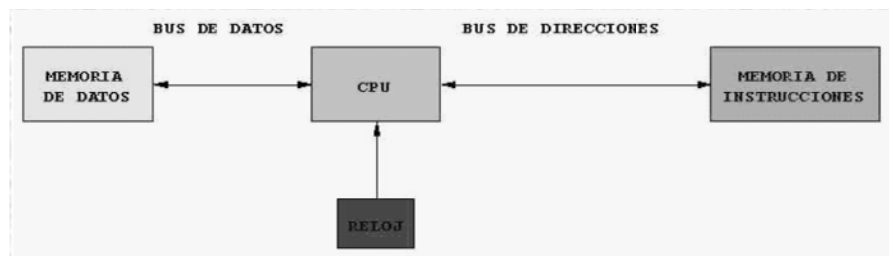 BUS DE DATOS
BUS DE DIRECCIONES
MEMORIA
DE DATOS
CPU
MEMORIA DE
INSTRUCCIONES
RELOJ